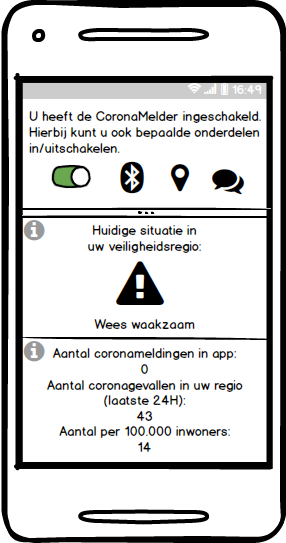 16:49
U heeft de CoronaMelder ingeschakeld.
Hierbij kunt u ook bepaalde onderdelen
in/uitschakelen.
Huidige situatie in
uw veiligheidsregio:
Wees waakzaam
Aantal coronameldingen in app:
0
Aantal coronagevallen in uw regio
(laatste 24H):
43
Aantal per 100.000 inwoners:
14